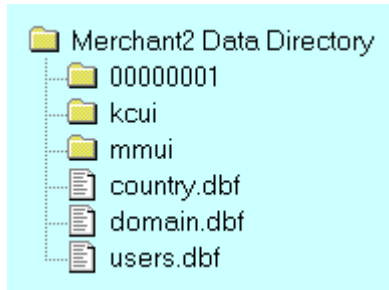 Merchant2 Data Directory
00000001
kcui
mmui
country.dbf
domain.dbf
users.dbf